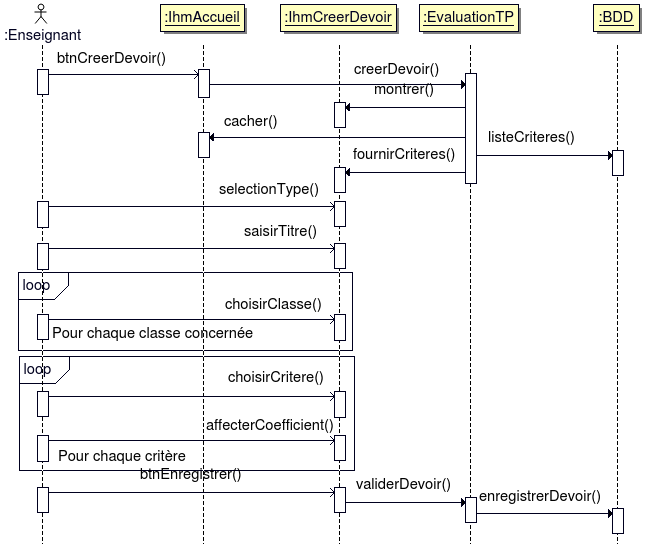 :Enseignant
:IhmAccueil
:IhmCreerDevoir
:EvaluationTP
:BDD
btnCreerDevoir()
creerDevoir()
montrer()
cacher()
listeCriteres()
fournirCriteres()
selectionType()
saisirTitre()
loop
choisirClasse()
Pour chaque classe concernée
loop
choisirCritere()
affecterCoefficient()
Pour chaque critère
btnEnregistrer()
validerDevoir()
enregistrerDevoir()